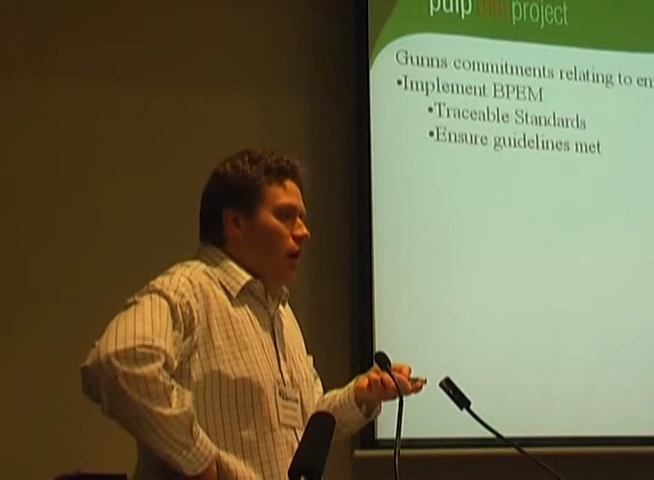 pulp mill project
Gunns commitments relating to en
•Implement BPEM
•Traceable Standards
•Ensure guidelines met